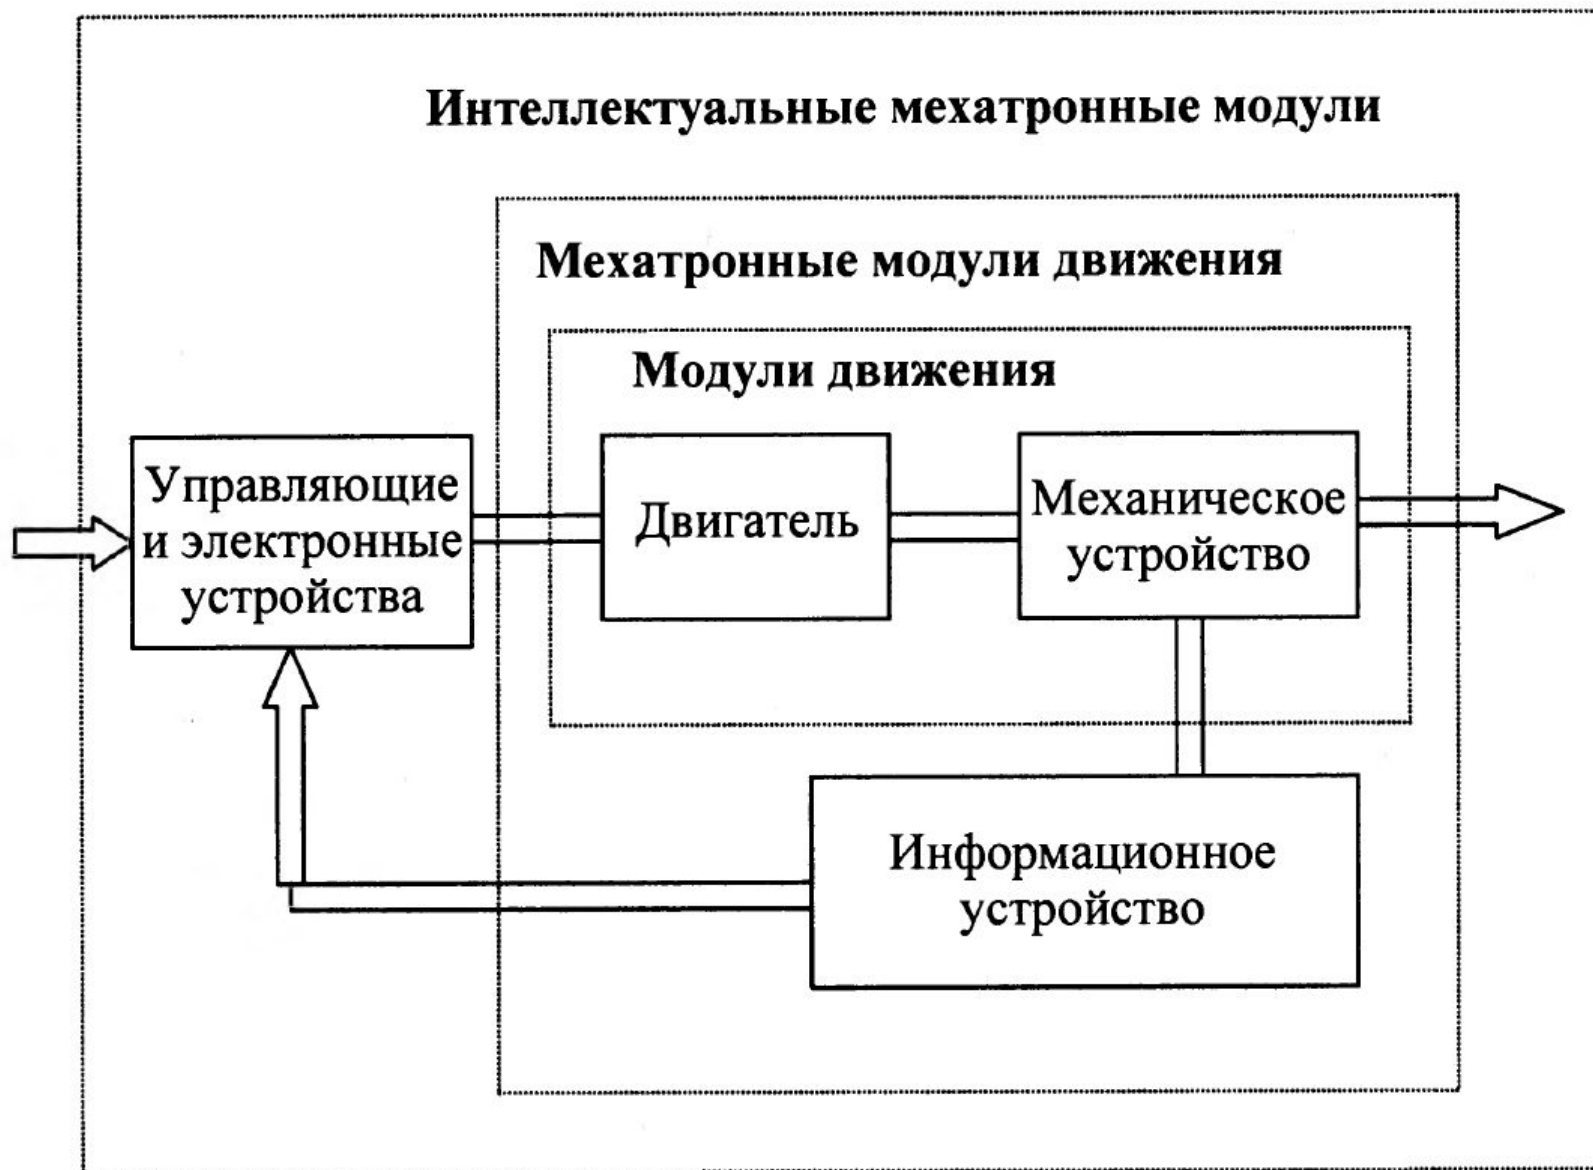 Интеллектуальные мехатронные модули
Мехатронные модули движения
Модули движения
Управляющие
и электронные
устройства
Двигатель
Механическое
устройство
Информационное
устройство